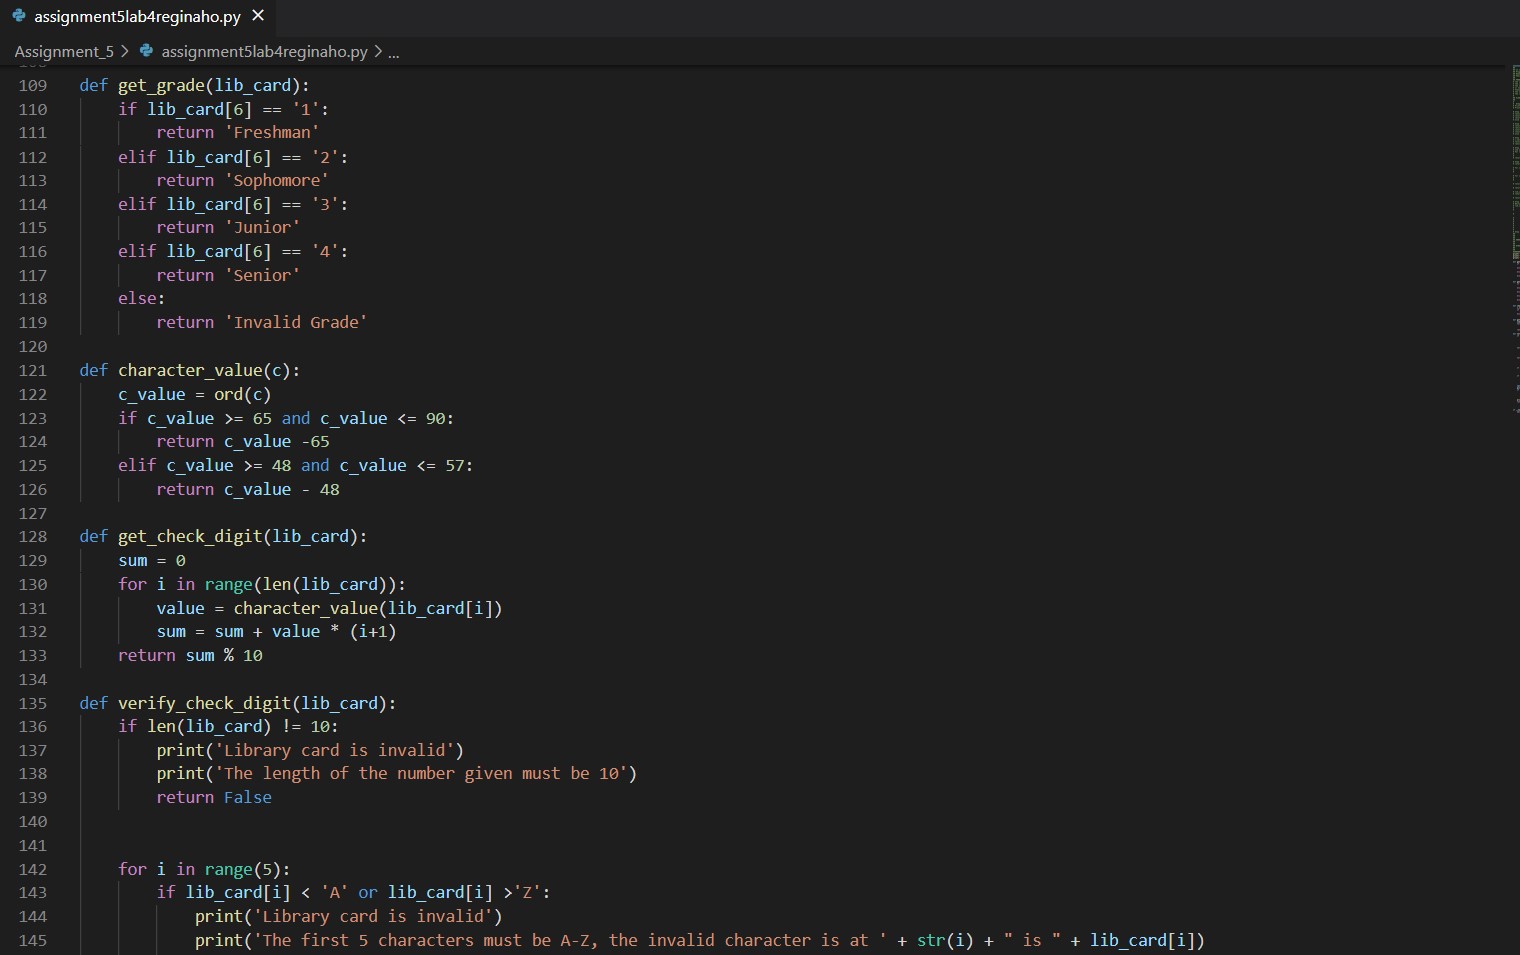 assignment5lab4reginaho.py ×
Assignment_5 > assignment5lab4reginaho.py > ...
109 def get_grade(lib_card):
110     if lib_card[6] == '1':
111         return 'Freshman'
112     elif lib_card[6] == '2':
113         return 'Sophomore'
114     elif lib_card[6] == '3':
115         return 'Junior'
116     elif lib_card[6] == '4':
117         return 'Senior'
118     else:
119         return 'Invalid Grade'
120
121 def character_value(c):
122     c_value = ord(c)
123     if c_value >= 65 and c_value <= 90:
124         return c_value -65
125     elif c_value >= 48 and c_value <= 57:
126         return c_value - 48
127
128 def get_check_digit(lib_card):
129     sum = 0
130     for i in range(len(lib_card)):
131         value = character_value(lib_card[i])
132         sum = sum + value * (i+1)
133     return sum % 10
134
135 def verify_check_digit(lib_card):
136     if len(lib_card) != 10:
137         print('Library card is invalid')
138         print('The length of the number given must be 10')
139         return False
140
141
142     for i in range(5):
143         if lib_card[i] < 'A' or lib_card[i] >'Z':
144             print('Library card is invalid')
145             print('The first 5 characters must be A-Z, the invalid character is at ' + str(i) + " is " + lib_card[i])